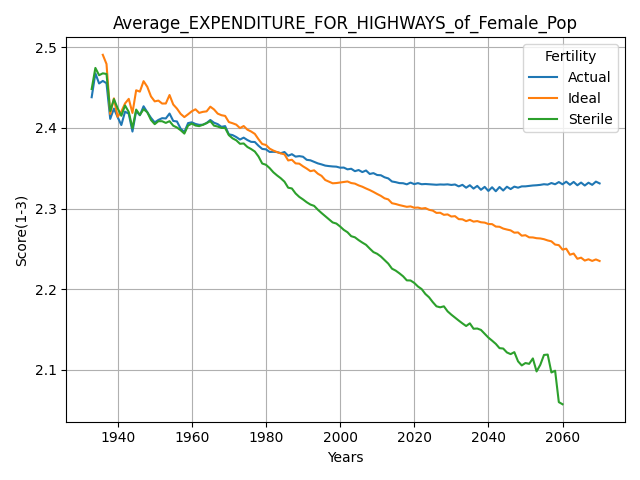 Average_EXPENDITURE_FOR_HIGHWAYS_of_Female_Pop
Fertility
Actual
Ideal
Sterile
Score(1-3)
2.5
2.4
2.3
2.2
2.1
1940 1960 1980 2000 2020 2040 2060
Years